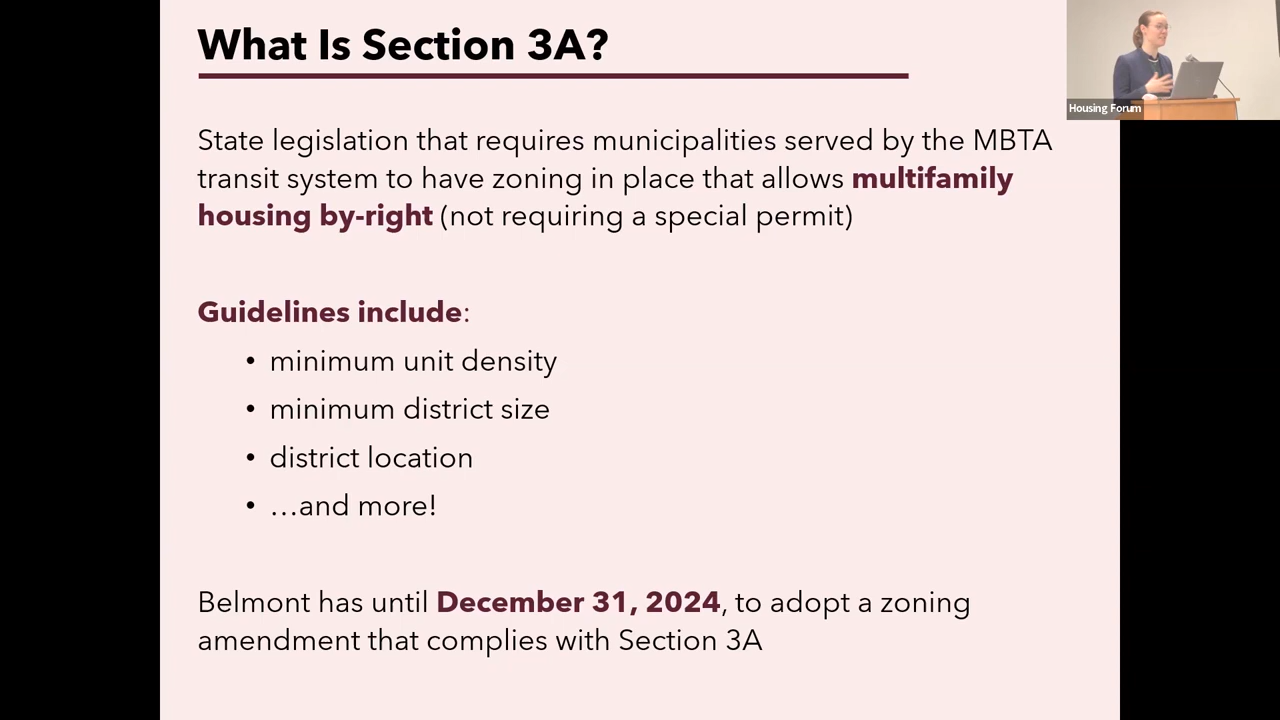 What Is Section 3A?
Housing Forum
State legislation that requires municipalities served by the MBTA
transit system to have zoning in place that allows multifamily
housing by-right (not requiring a special permit)
Guidelines include:
• minimum unit density
• minimum district size
• district location
• …and more!
Belmont has until December 31, 2024, to adopt a zoning
amendment that complies with Section 3A